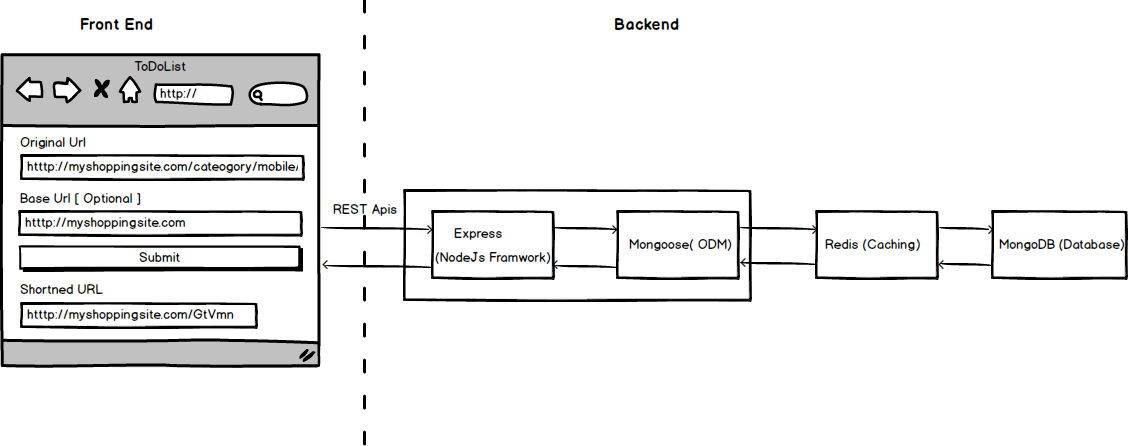 Front End
Backend
ToDoList
http://
Original Url
htttp://myshoppingsite.com/cateogory/mobile/
Base Url [ Optional ]
htttp://myshoppingsite.com
Submit
Shortned URL
htttp://myshoppingsite.com/GtVmn
REST Apis
Express
(NodeJs Framwork)
Mongoose( ODM)
Redis (Caching)
MongoDB (Database)